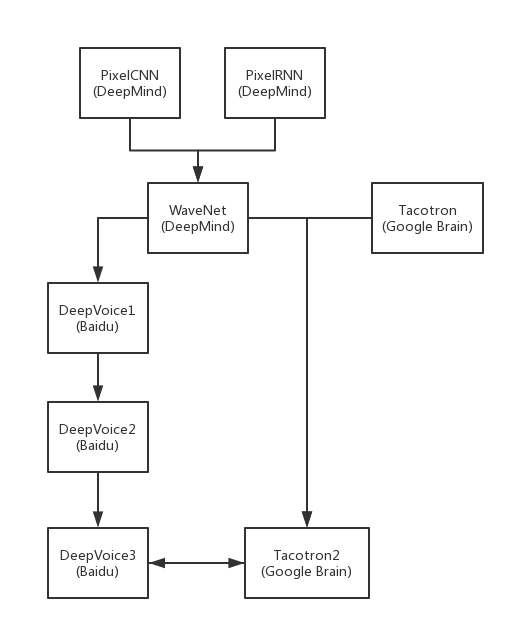 PixelCNN
(DeepMind)
PixelRNN
(DeepMind)
WaveNet
(DeepMind)
Tacotron
(Google Brain)
DeepVoice1
(Baidu)
DeepVoice2
(Baidu)
DeepVoice3
(Baidu)
Tacotron2
(Google Brain)